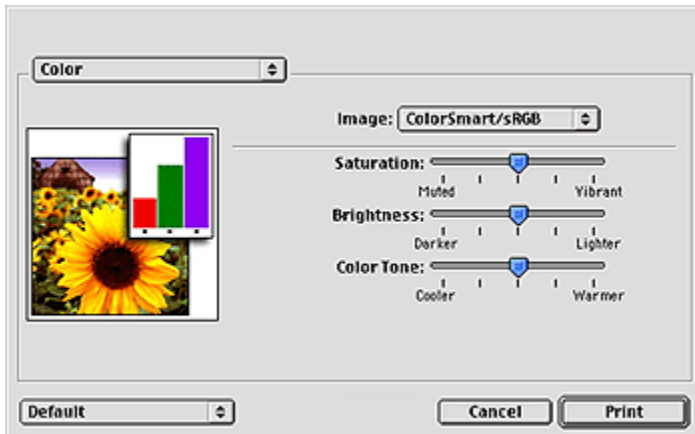 Color
Image: ColorSmart/sRGB
Saturation:
Muted Vibrant
Brightness:
Darker Lighter
Color Tone:
Cooler Warmer
Default Cancel Print